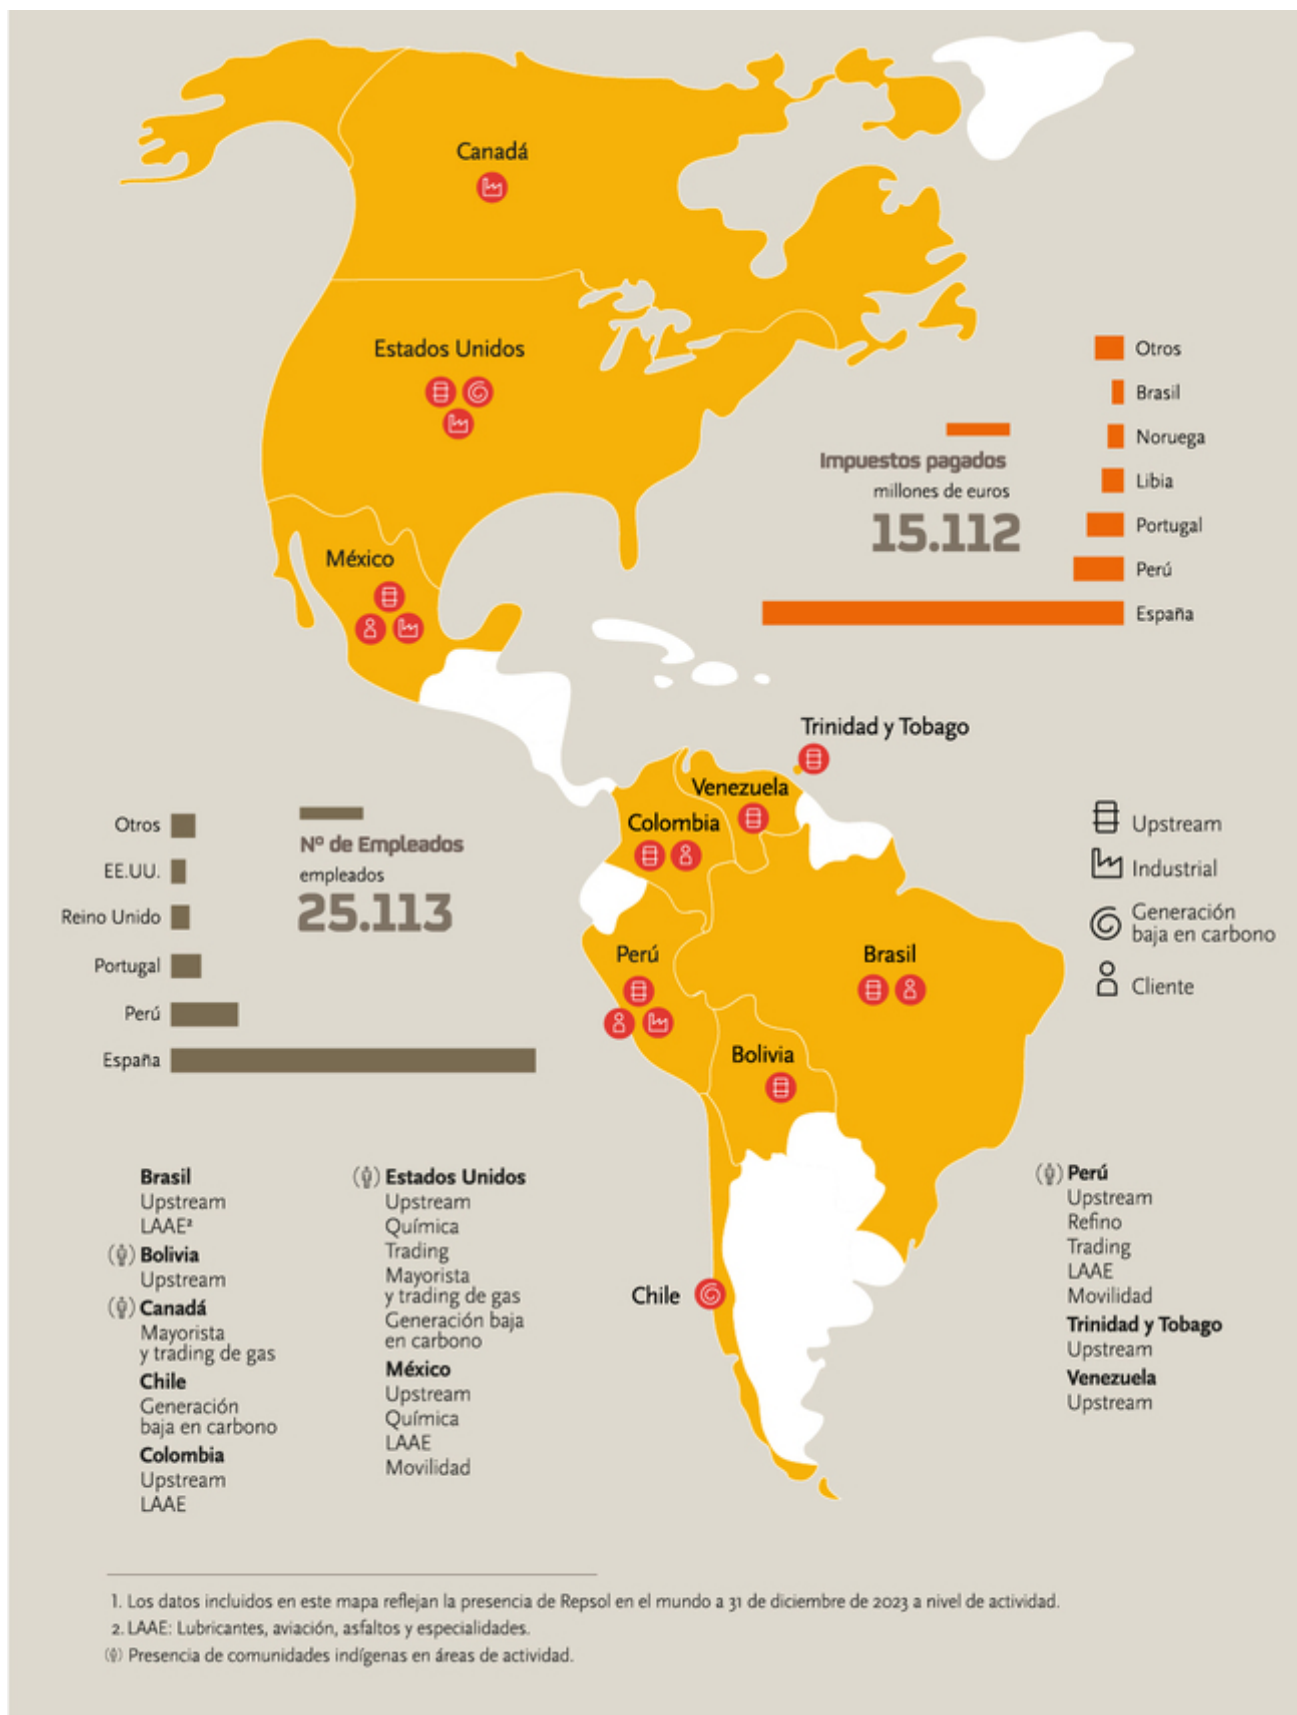 Canadá
Estados Unidos
México
Otros
Brasil
Noruega
Libia
Portugal
Perú
España
Impuestos pagados
millones de euros
15.112
Trinidad y Tobago
Venezuela
Colombia
Perú
Brasil
Bolivia
Chile
Otros
EE.UU.
Reino Unido
Portugal
Perú
España
Nº de Empleados
empleados
25.113
Upstream
Industrial
Generación
baja en carbono
Cliente
Brasil
Upstream
LAAE²
Bolivia
Upstream
Canadá
Mayorista
y trading de gas
Chile
Generación
baja en carbono
Colombia
Upstream
LAAE
Estados Unidos
Upstream
Química
Trading
Mayorista
y trading de gas
Generación baja
en carbono
México
Upstream
Química
LAAE
Movilidad
Perú
Upstream
Refino
Trading
LAAE
Movilidad
Trinidad y Tobago
Upstream
Venezuela
Upstream
1. Los datos incluidos en este mapa reflejan la presencia de Repsol en el mundo a 31 de diciembre de 2023 a nivel de actividad.
2. LAAE: Lubricantes, aviación, asfaltos y especialidades.
Presencia de comunidades indígenas en áreas de actividad.